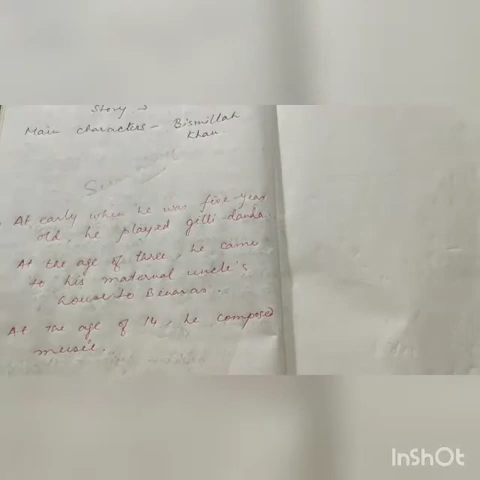 Story 3
Main characters - Bismillah
Khan.
Summary
At early when he was five-year
old, he played gilli danda
At the age of three, he came
to his maternal uncle's
house to Benaras.
At the age of 14, he composed
music.
InShOt